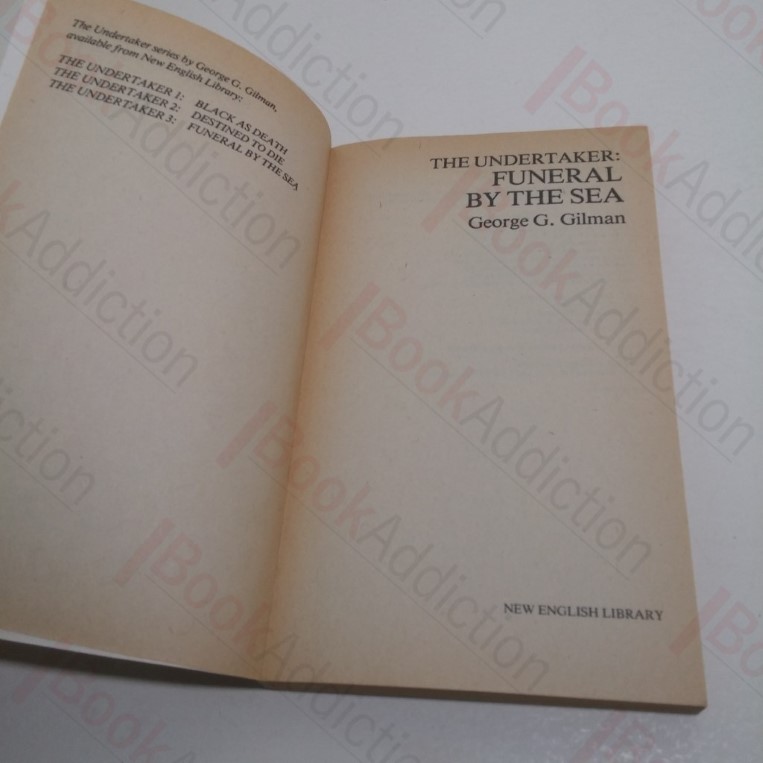 The Undertaker series by George G. Gilman,
available from New English Library:
THE UNDERTAKER 1: BLACK AS DEATH
THE UNDERTAKER 2: DESTINED TO DIE
THE UNDERTAKER 3: FUNERAL BY THE SEA
THE UNDERTAKER:
FUNERAL
BY THE SEA
George G. Gilman
NEW ENGLISH LIBRARY
BookAddiction